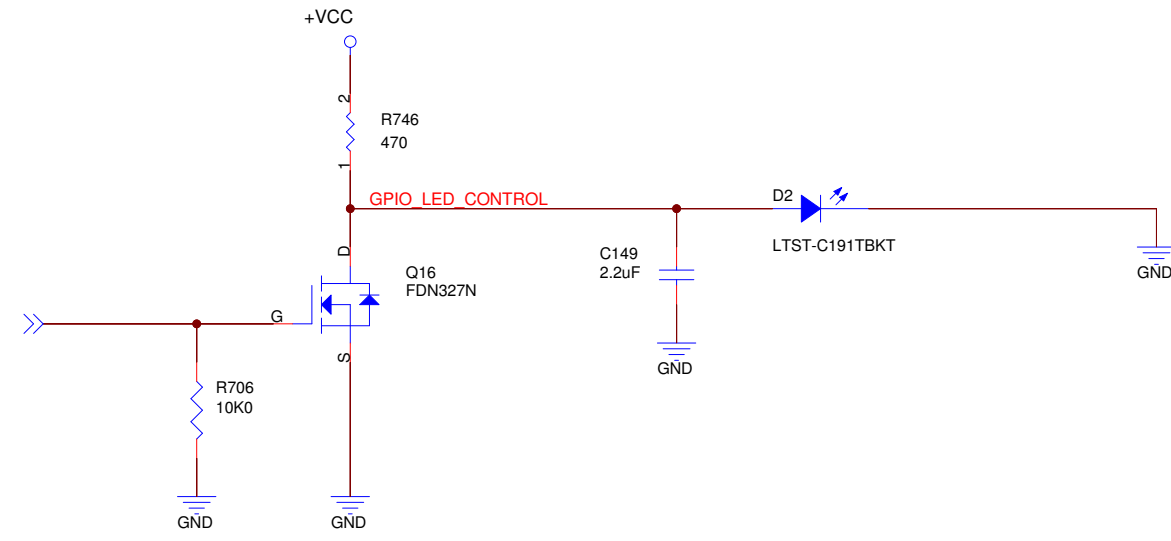 +VCC
2
R746
470
1
GPIO_LED_CONTROL
D2
LTST-C191TBKT
D
Q16
FDN327N
C149
2.2uF
GND
G
S
GND
R706
10K0
GND
GND